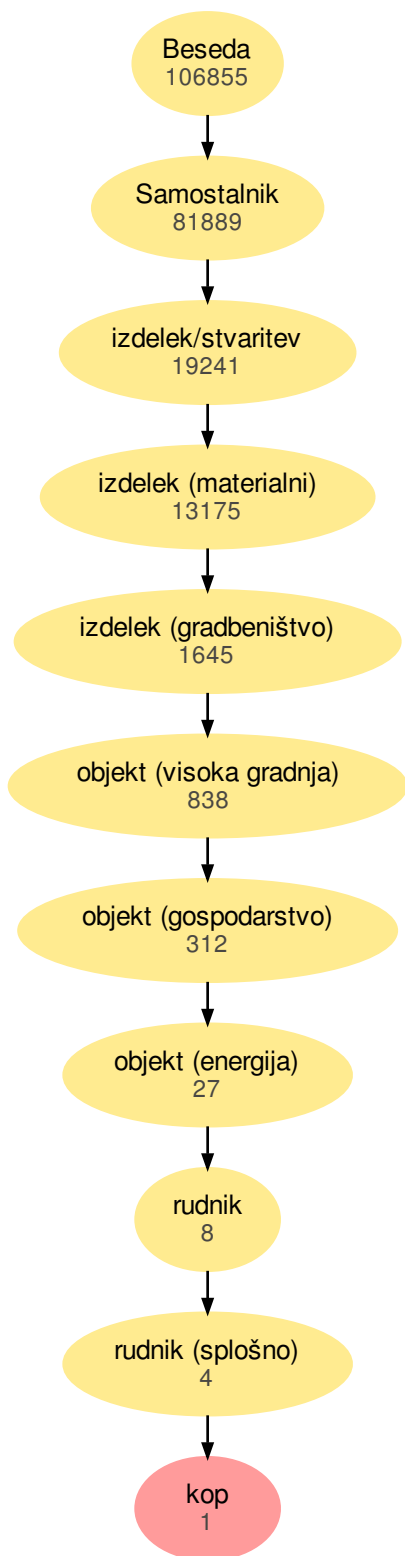 Beseda
106855
Samostalnik
81889
izdelek/stvaritev
19241
izdelek (materialni)
13175
izdelek (gradbeništvo)
1645
objekt (visoka gradnja)
838
objekt (gospodarstvo)
312
objekt (energija)
27
rudnik
8
rudnik (splošno)
4
kop
1